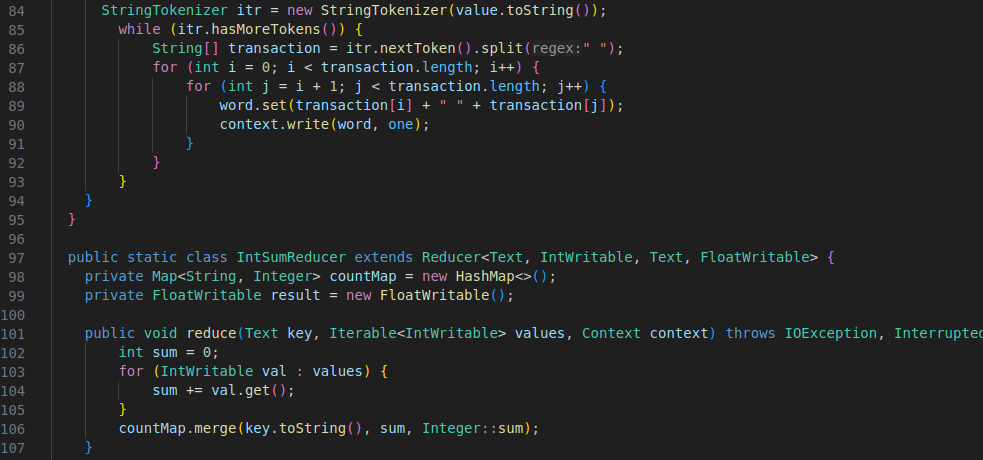 84 StringTokenizer itr = new StringTokenizer(value.toString());
85 while (itr.hasMoreTokens()) {
86 String[] transaction = itr.nextToken().split(regex:" ");
87 for (int i = 0; i < transaction.length; i++) {
88 for (int j = i + 1; j < transaction.length; j++) {
89 word.set(transaction[i] + " " + transaction[j]);
90 context.write(word, one);
91 }
92 }
93 }
94 }
95 }
96
97 public static class IntSumReducer extends Reducer<Text, IntWritable, Text, FloatWritable> {
98 private Map<String, Integer> countMap = new HashMap<>();
99 private FloatWritable result = new FloatWritable();
100
101 public void reduce(Text key, Iterable<IntWritable> values, Context context) throws IOException, Interrupted
102 int sum = 0;
103 for (IntWritable val : values) {
104 sum += val.get();
105 }
106 countMap.merge(key.toString(), sum, Integer::sum);
107 }